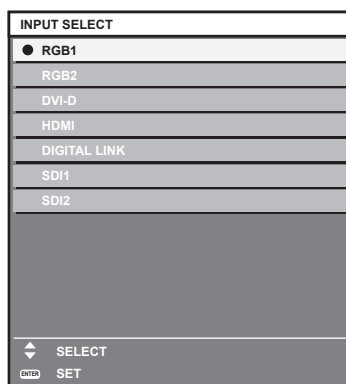 INPUT SELECT
RGB1
RGB2
DVI-D
HDMI
DIGITAL LINK
SDI1
SDI2
SELECT
ENTER SET